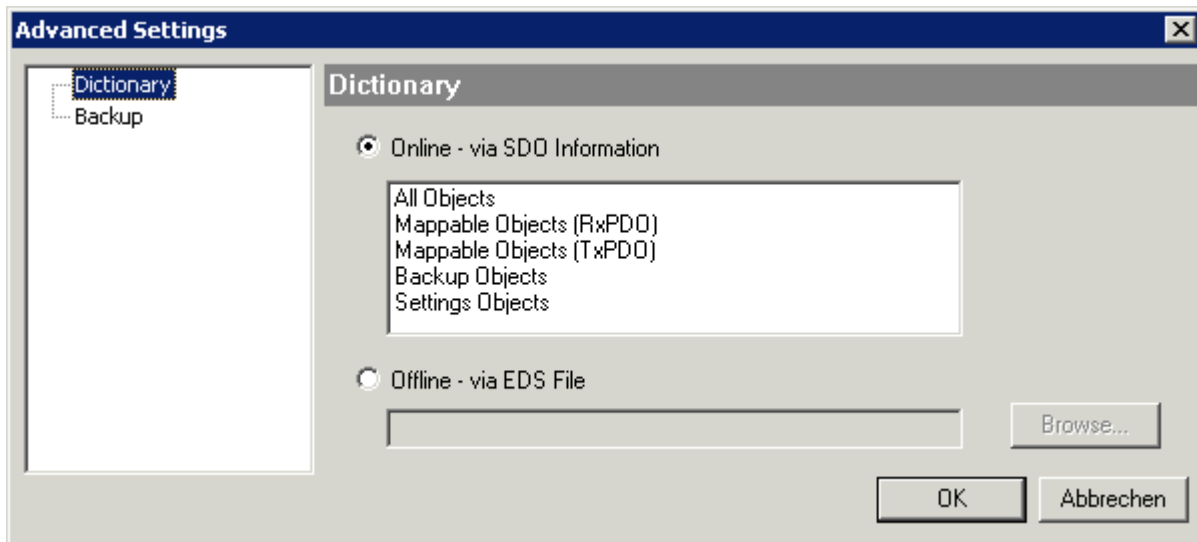 Advanced Settings
Dictionary
Backup
Dictionary
Online - via SDO Information
All Objects
Mappable Objects (RxPDO)
Mappable Objects (TxPDO)
Backup Objects
Settings Objects
Offline - via EDS File
Browse...
OK
Abbrechen